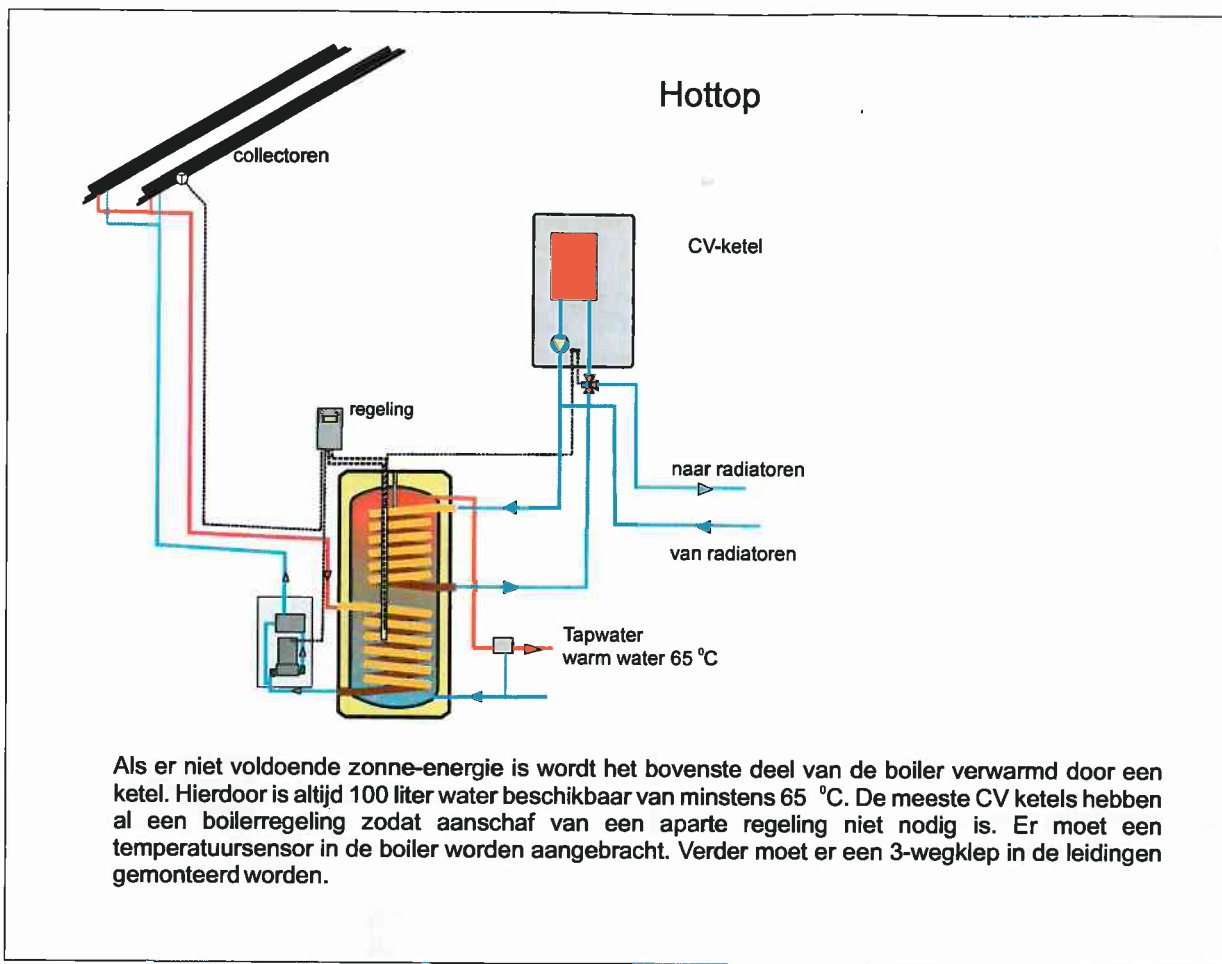 Hottop
collectoren
CV-ketel
regeling
naar radiatoren
van radiatoren
Tapwater
warm water 65 °C
Als er niet voldoende zonne-energie is wordt het bovenste deel van de boiler verwarmd door een
ketel. Hierdoor is altijd 100 liter water beschikbaar van minstens 65 °C. De meeste CV ketels hebben
al een boilerregeling zodat aanschaf van een aparte regeling niet nodig is. Er moet een
temperatuursensor in de boiler worden aangebracht. Verder moet er een 3-wegklep in de leidingen
gemonteerd worden.